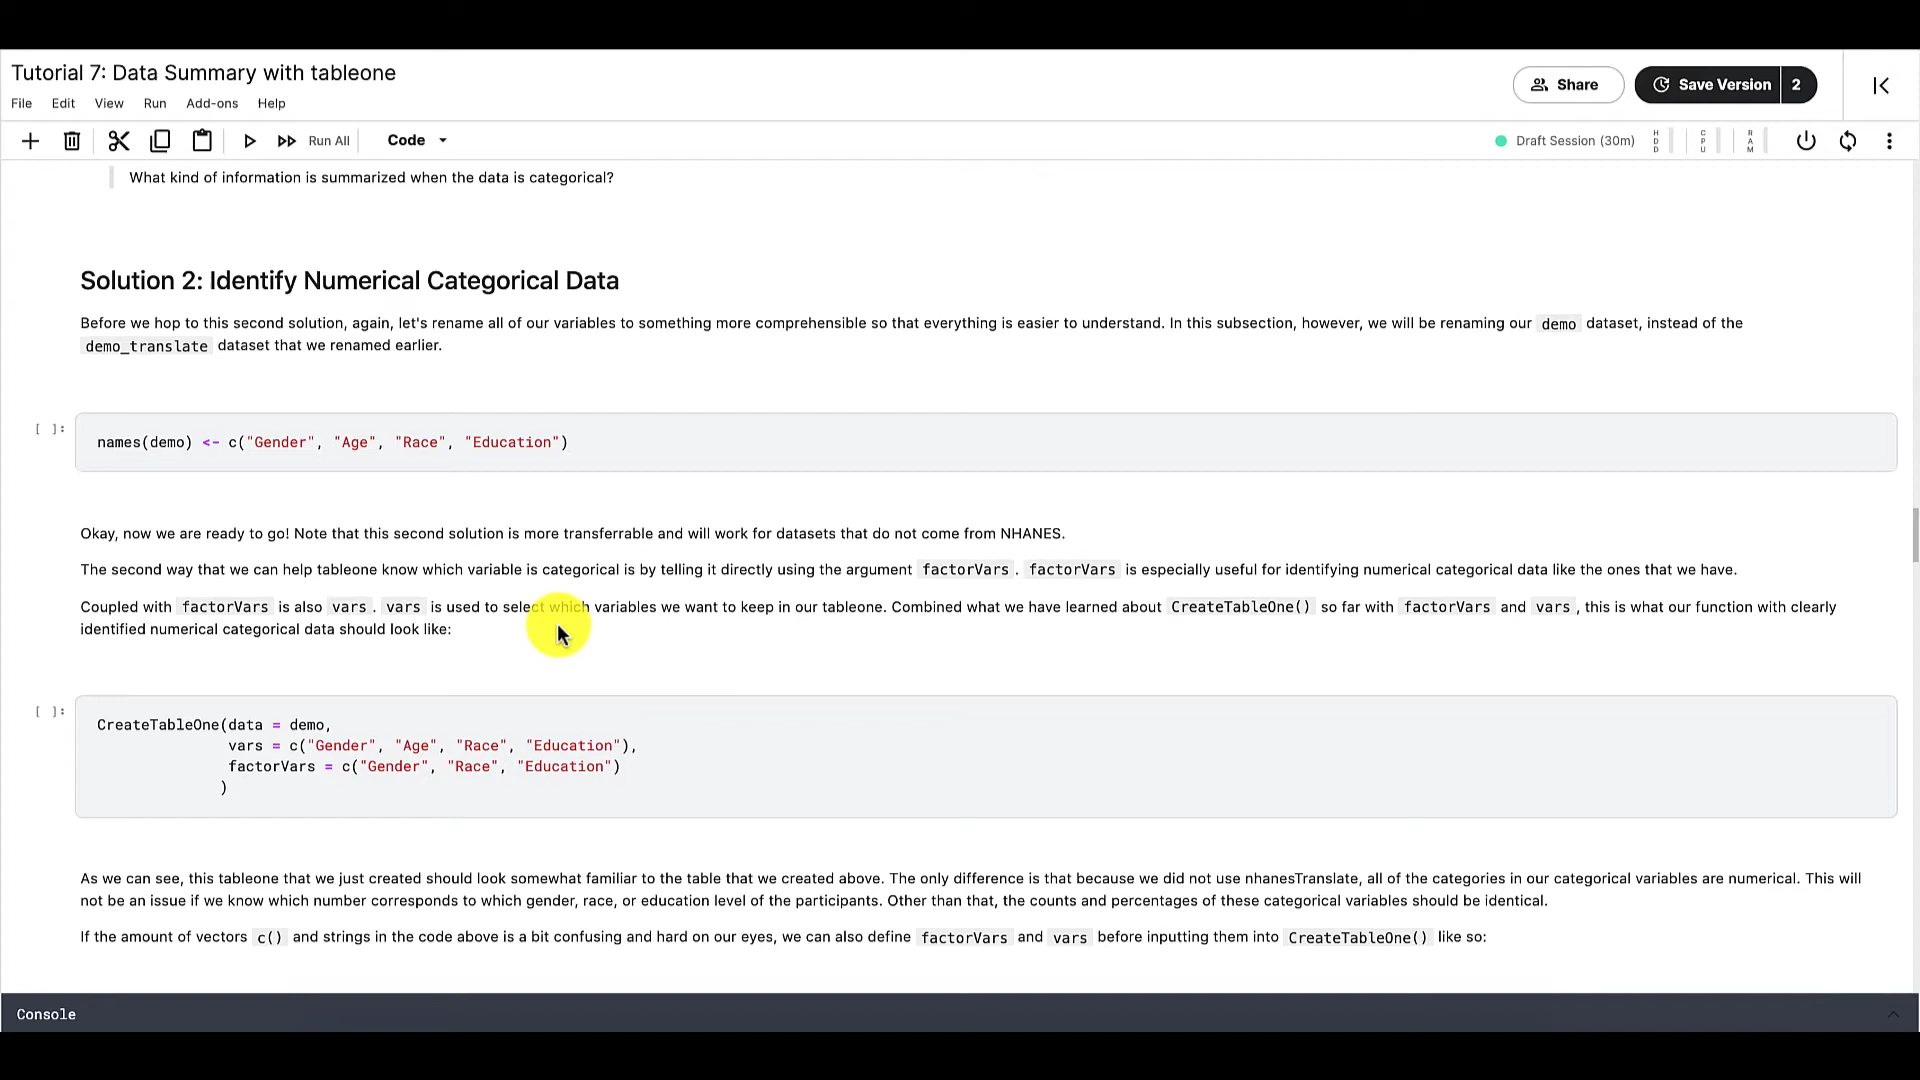 Tutorial 7: Data Summary with tableone
Share
Save Version
2
File Edit View Run Add-ons Help
Run All
Code
Draft Session (30m)
HDD
CPU
RAM
What kind of information is summarized when the data is categorical?
Solution 2: Identify Numerical Categorical Data
Before we hop to this second solution, again, let's rename all of our variables to something more comprehensible so that everything is easier to understand. In this subsection, however, we will be renaming our demo dataset, instead of the
demo_translate dataset that we renamed earlier.
[ ]:
names(demo) <- c("Gender", "Age", "Race", "Education")
Okay, now we are ready to go! Note that this second solution is more transferrable and will work for datasets that do not come from NHANES.
The second way that we can help tableone know which variable is categorical is by telling it directly using the argument factorVars. factorVars is especially useful for identifying numerical categorical data like the ones that we have.
Coupled with factorVars is also vars. vars is used to select which variables we want to keep in our tableone. Combined what we have learned about CreateTableOne() so far with factorVars and vars, this is what our function with clearly
identified numerical categorical data should look like:
[ ]:
CreateTableOne(data = demo,
vars = c("Gender", "Age", "Race", "Education"),
factorVars = c("Gender", "Race", "Education")
)
As we can see, this tableone that we just created should look somewhat familiar to the table that we created above. The only difference is that because we did not use nhanesTranslate, all of the categories in our categorical variables are numerical. This will
not be an issue if we know which number corresponds to which gender, race, or education level of the participants. Other than that, the counts and percentages of these categorical variables should be identical.
If the amount of vectors c() and strings in the code above is a bit confusing and hard on our eyes, we can also define factorVars and vars before inputting them into CreateTableOne() like so:
Console